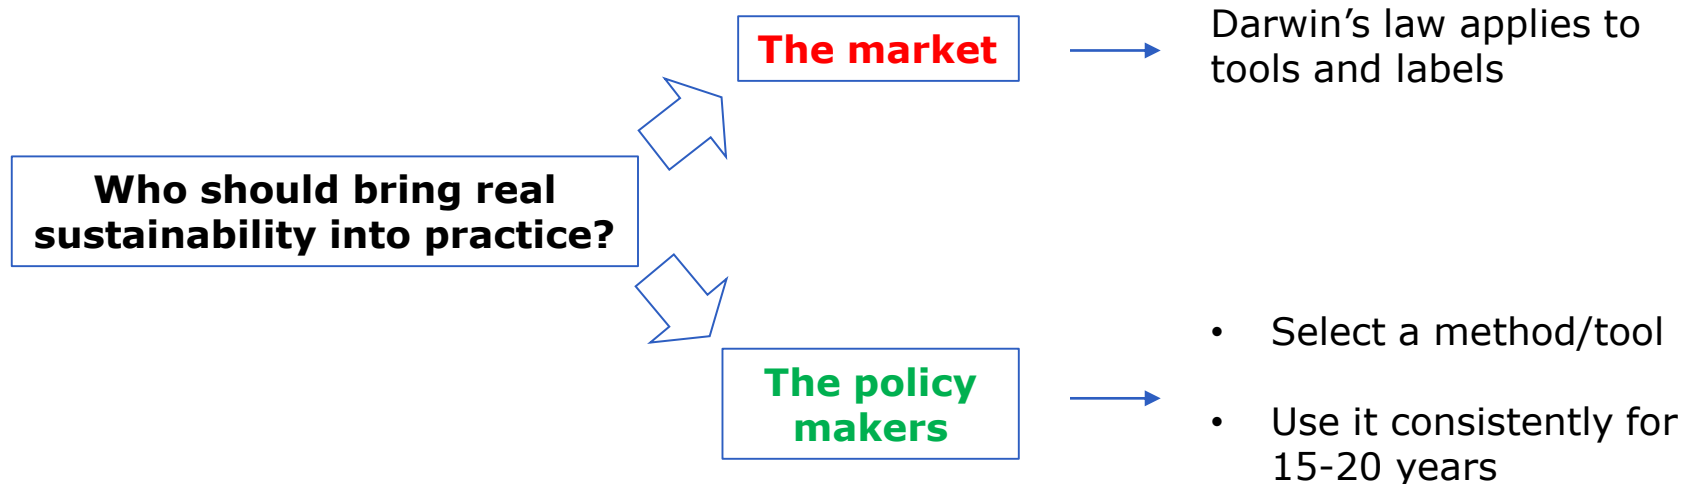 Who should bring real
sustainability into practice?
The market
Darwin’s law applies to
tools and labels
The policy
makers
• Select a method/tool
• Use it consistently for
15-20 years